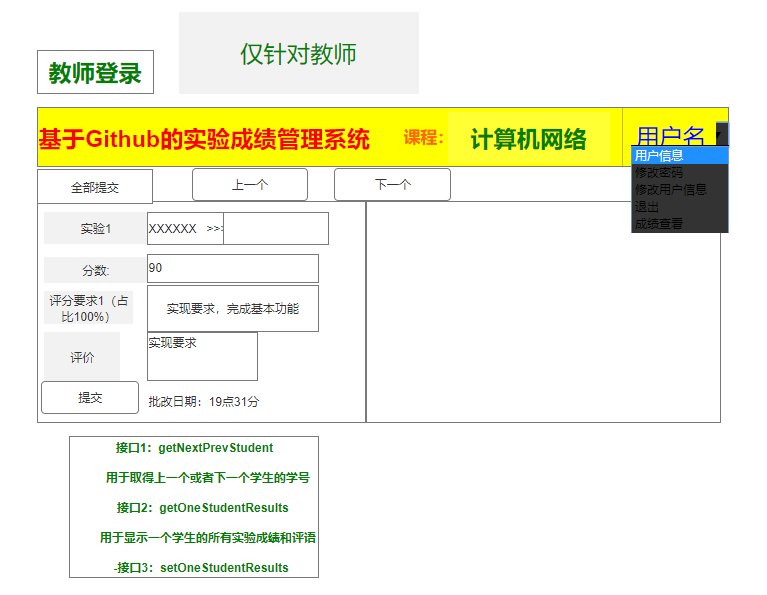 仅针对教师
教师登录
基于Github的实验成绩管理系统 课程： 计算机网络 用户名
用户信息
修改密码
修改用户信息
退出
成绩查看
全部提交 上一个 下一个
实验1 XXXXXX >>:
分数: 90
评分要求1（占
比100%）
实现要求，完成基本功能
评价 实现要求
提交 批改日期：19点31分
接口1：getNextPrevStudent
用于取得上一个或者下一个学生的学号
接口2：getOneStudentResults
用于显示一个学生的所有实验成绩和评语
-接口3：setOneStudentResults